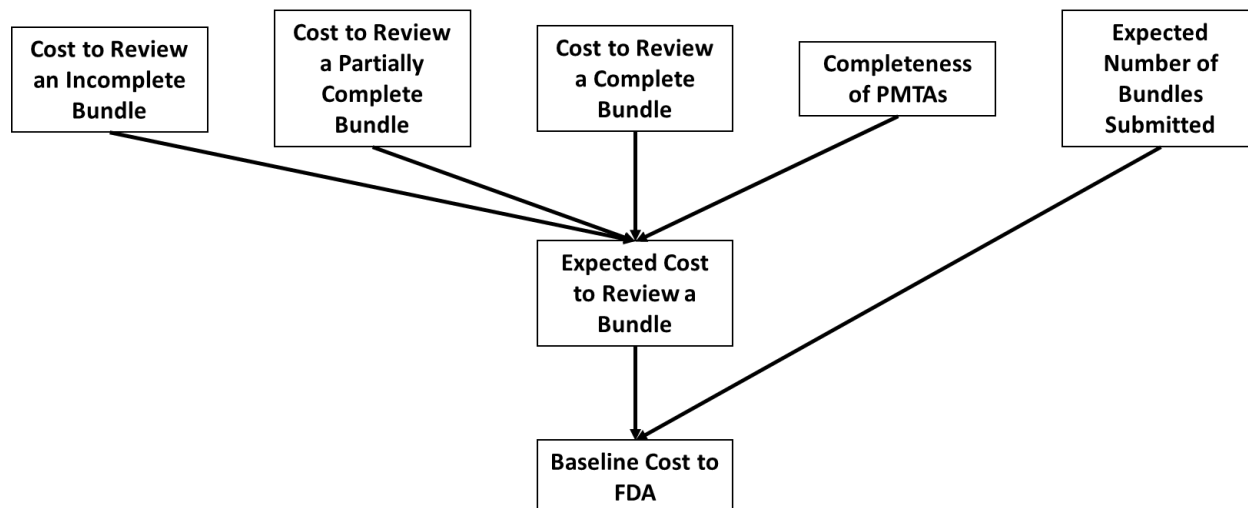 Cost to Review
an Incomplete
Bundle
Cost to Review
a Partially
Complete
Bundle
Cost to Review
a Complete
Bundle
Completeness
of PMTAs
Expected
Number of
Bundles
Submitted
Expected Cost
to Review a
Bundle
Baseline Cost to
FDA